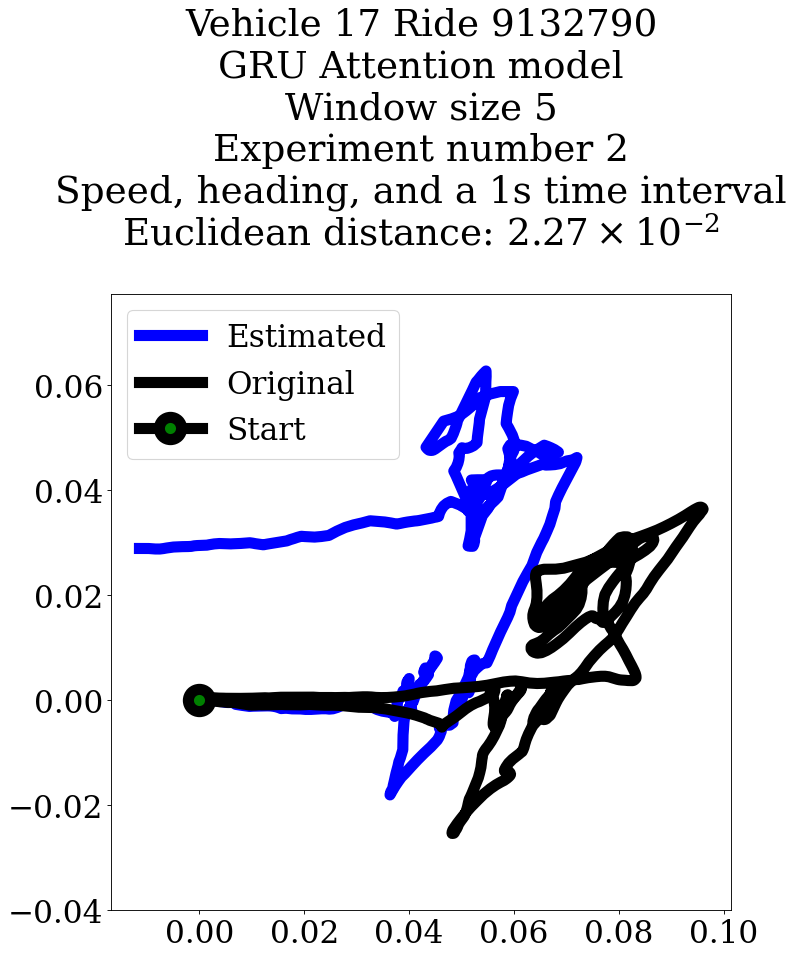 Vehicle 17 Ride 9132790
GRU Attention model
Window size 5
Experiment number 2
Speed, heading, and a 1s time interval
Euclidean distance: 2.27 × 10⁻²
Estimated
Original
Start
0.06
0.04
0.02
0.00
−0.02
−0.04
0.00 0.02 0.04 0.06 0.08 0.10